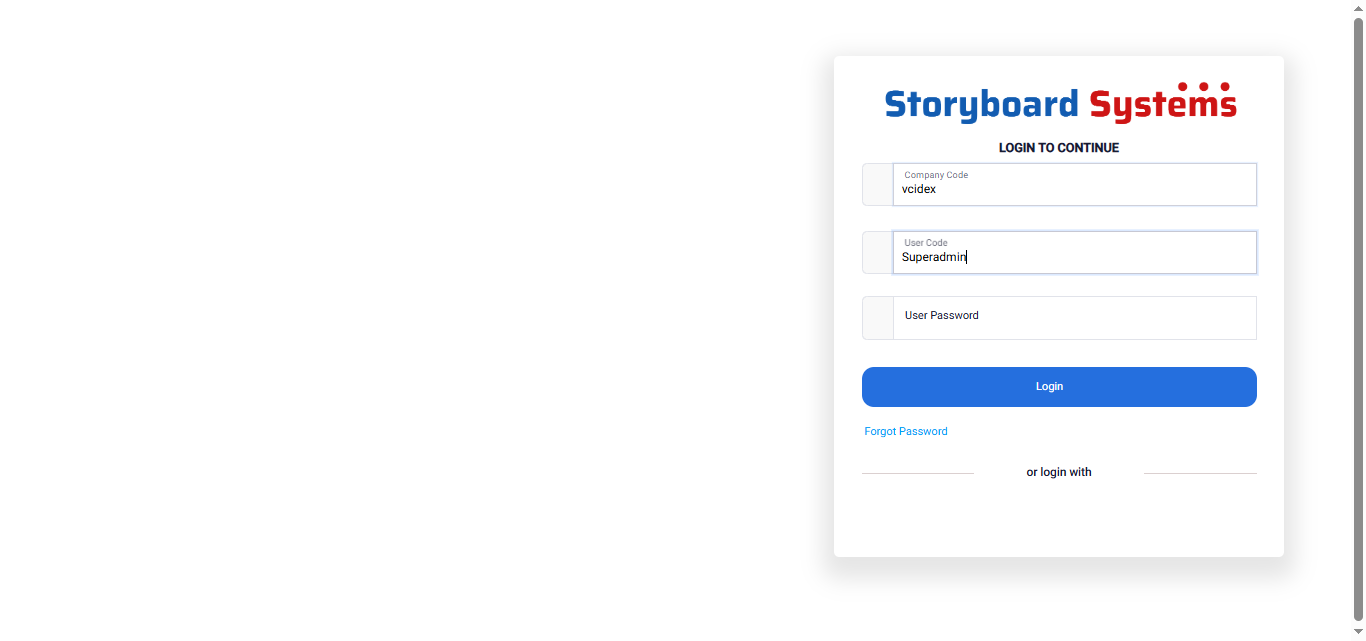 Storyboard Systems
LOGIN TO CONTINUE
Company Code
vcidex
User Code
Superadmin
User Password
Login
Forgot Password
or login with